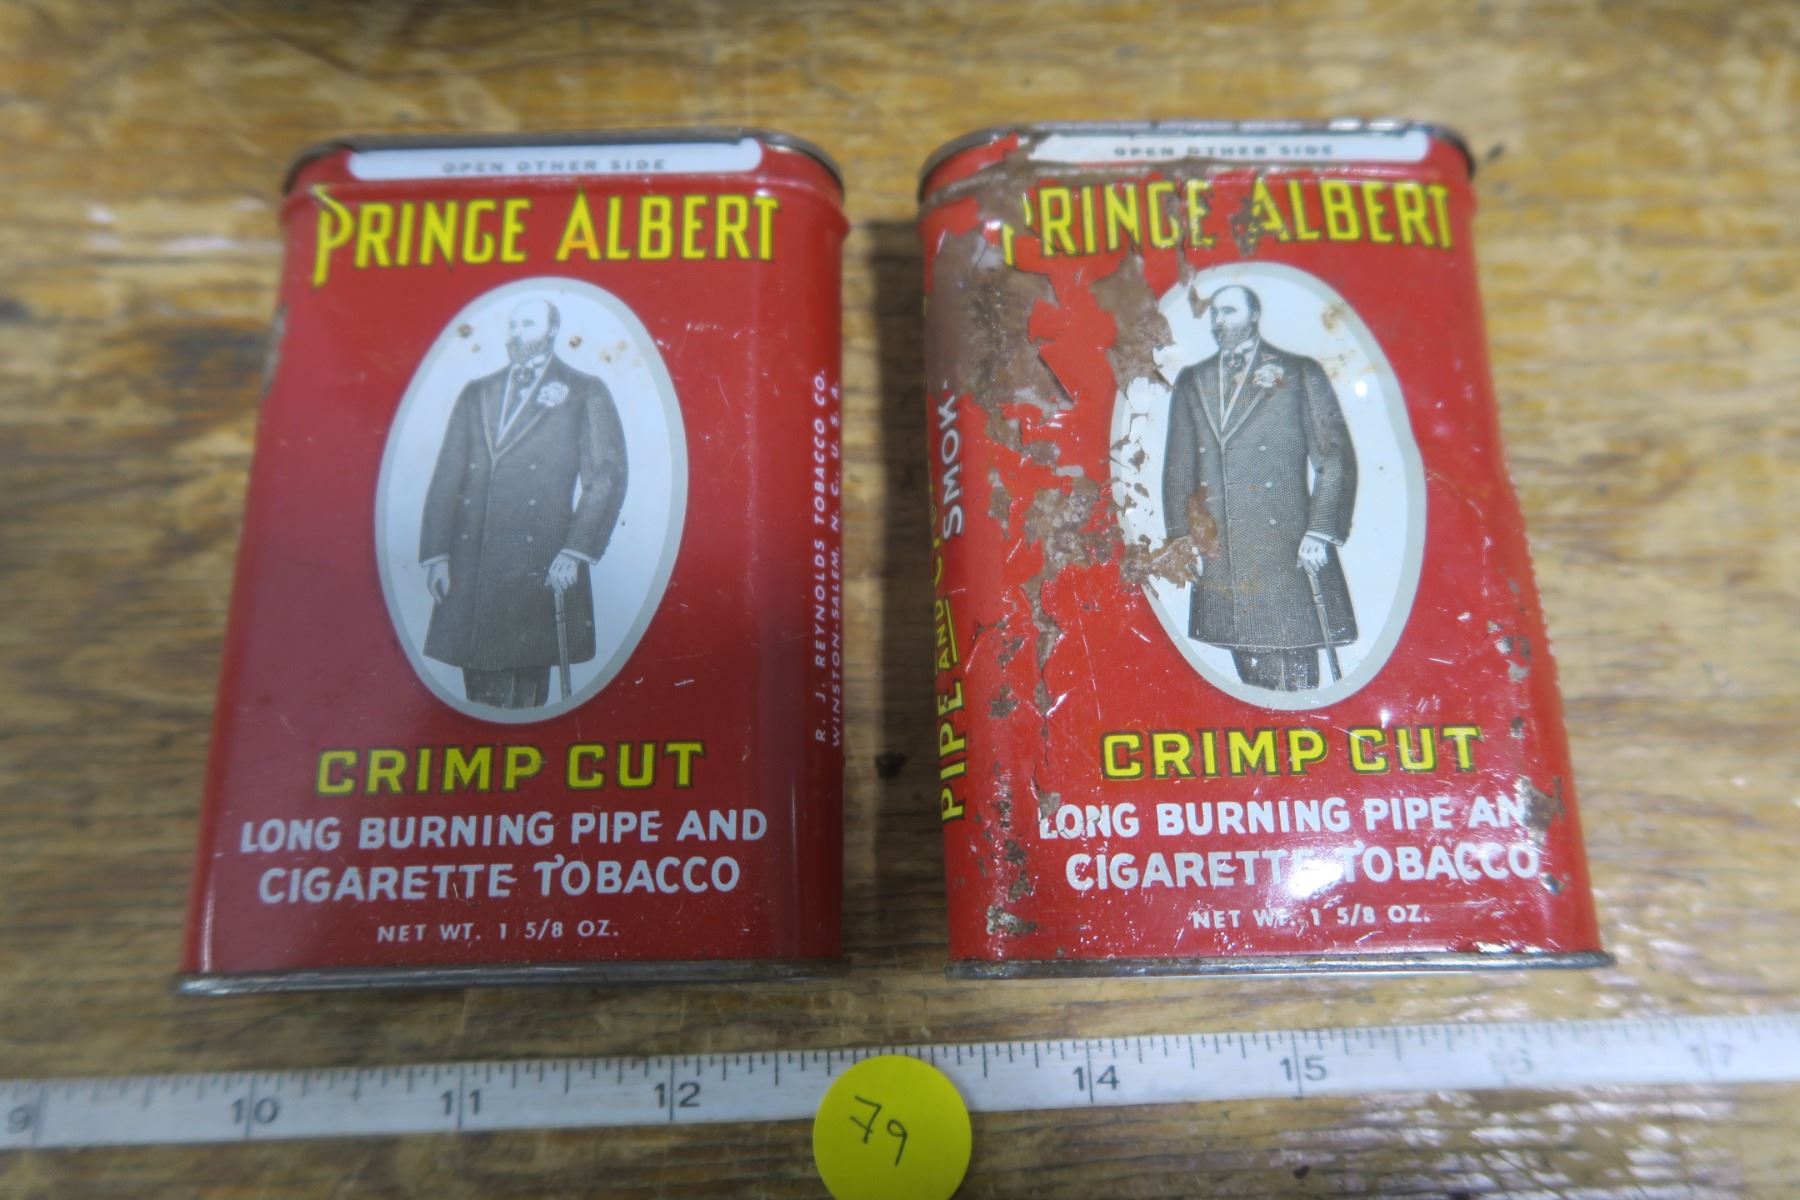 OPEN OTHER SIDE
PRINCE ALBERT
CRIMP CUT
LONG BURNING PIPE AND
CIGARETTE TOBACCO
NET WT. 1 5/8 OZ.
R. J. REYNOLDS TOBACCO CO.
WINSTON-SALEM, N. C., U. S. A.
OPEN OTHER SIDE
PRINCE ALBERT
PIPE AND
SMOK-
CRIMP CUT
LONG BURNING PIPE AN
CIGARETTE TOBACCO
NET WT. 1 5/8 OZ.
9 10 11 12 14 15 16 17
79